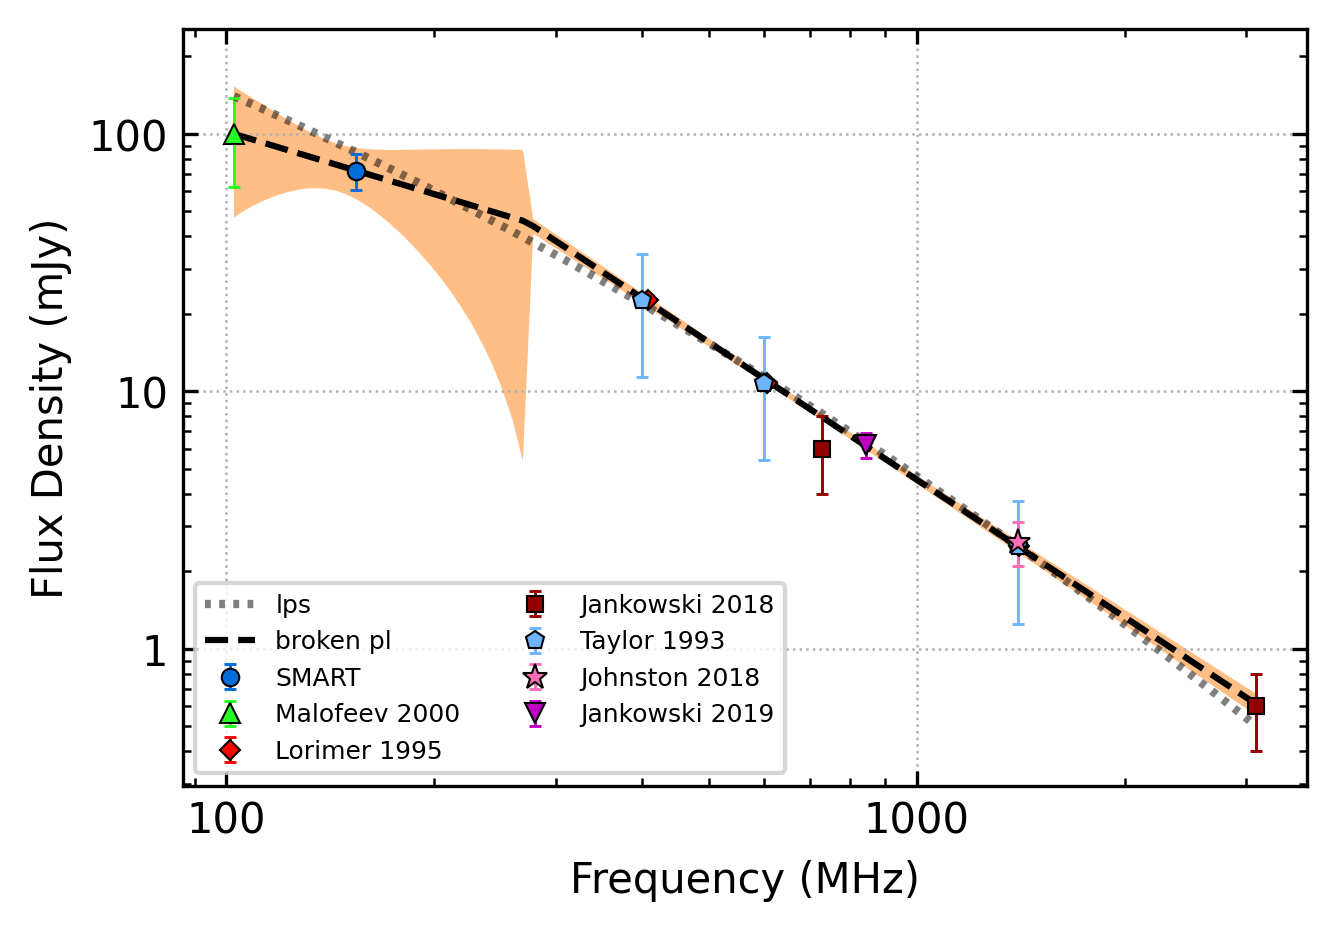 Flux Density (mJy)
100
10
1
lps
broken pl
SMART
Malofeev 2000
Lorimer 1995
Jankowski 2018
Taylor 1993
Johnston 2018
Jankowski 2019
100
1000
Frequency (MHz)